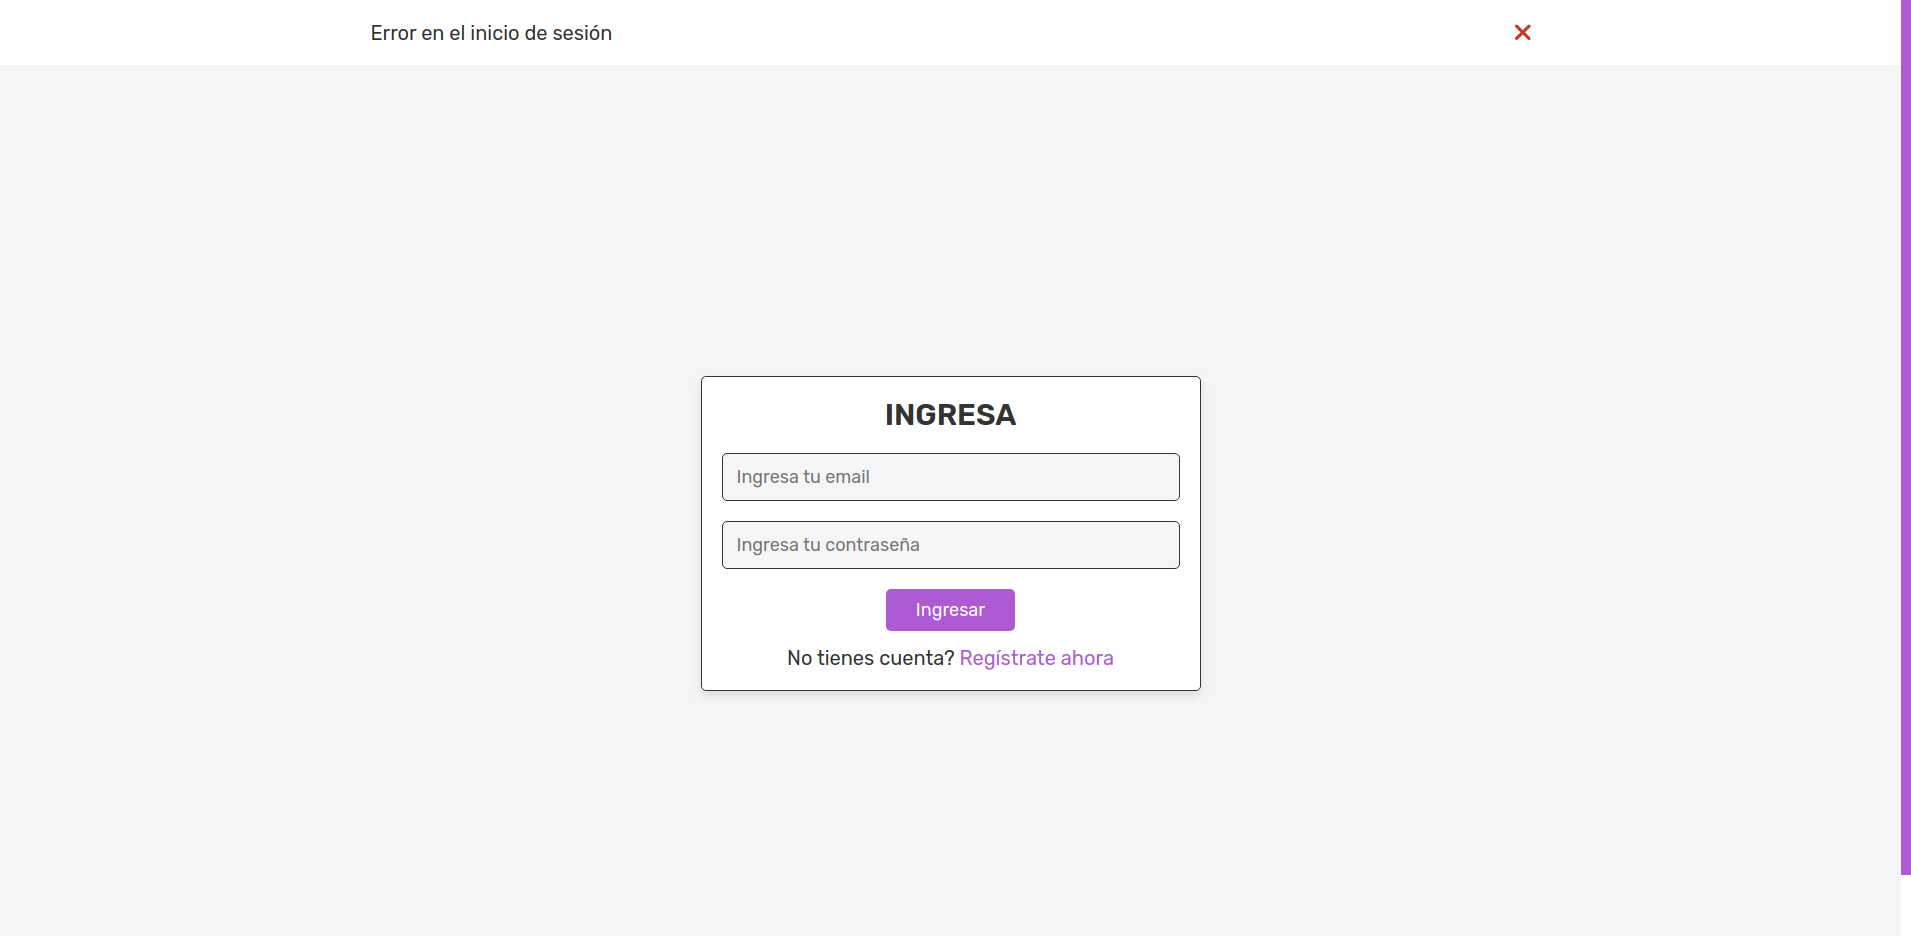 Error en el inicio de sesión
INGRESA
Ingresa tu email
Ingresa tu contraseña
Ingresar
No tienes cuenta? Regístrate ahora